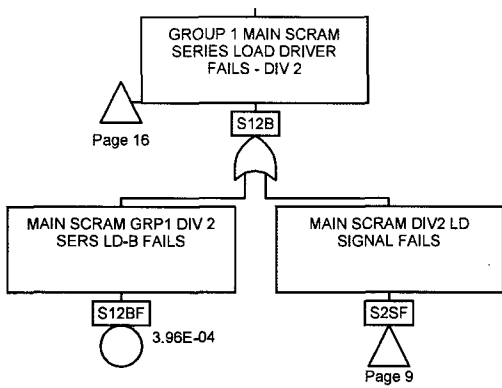 GROUP 1 MAIN SCRAM
SERIES LOAD DRIVER
FAILS - DIV 2
Page 16
S12B
MAIN SCRAM GRP1 DIV 2
SERS LD-B FAILS
S12BF
3.96E-04
MAIN SCRAM DIV2 LD
SIGNAL FAILS
S2SF
Page 9